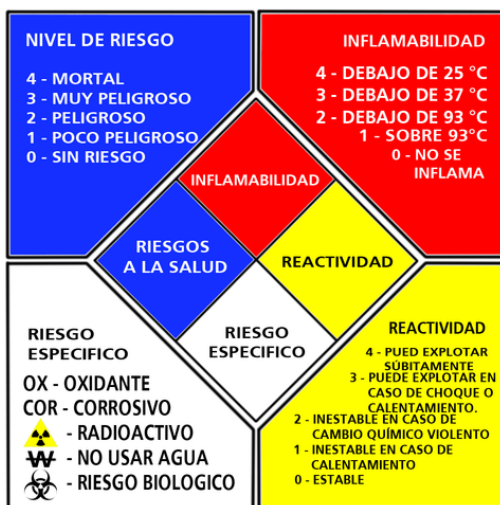 NIVEL DE RIESGO
4 - MORTAL
3 - MUY PELIGROSO
2 - PELIGROSO
1 - POCO PELIGROSO
0 - SIN RIESGO
INFLAMABILIDAD
4 - DEBAJO DE 25 °C
3 - DEBAJO DE 37 °C
2 - DEBAJO DE 93 °C
1 - SOBRE 93°C
0 - NO SE
INFLAMA
INFLAMABILIDAD
RIESGOS
A LA SALUD
REACTIVIDAD
RIESGO
ESPECIFICO
RIESGO
ESPECIFICO
OX - OXIDANTE
COR - CORROSIVO
- RADIOACTIVO
W - NO USAR AGUA
- RIESGO BIOLOGICO
REACTIVIDAD
4 - PUED EXPLOTAR
SÚBITAMENTE
3 - PUEDE EXPLOTAR EN
CASO DE CHOQUE O
CALENTAMIENTO.
2 - INESTABLE EN CASO DE
CAMBIO QUÍMICO VIOLENTO
1 - INESTABLE EN CASO DE
CALENTAMIENTO
0 - ESTABLE